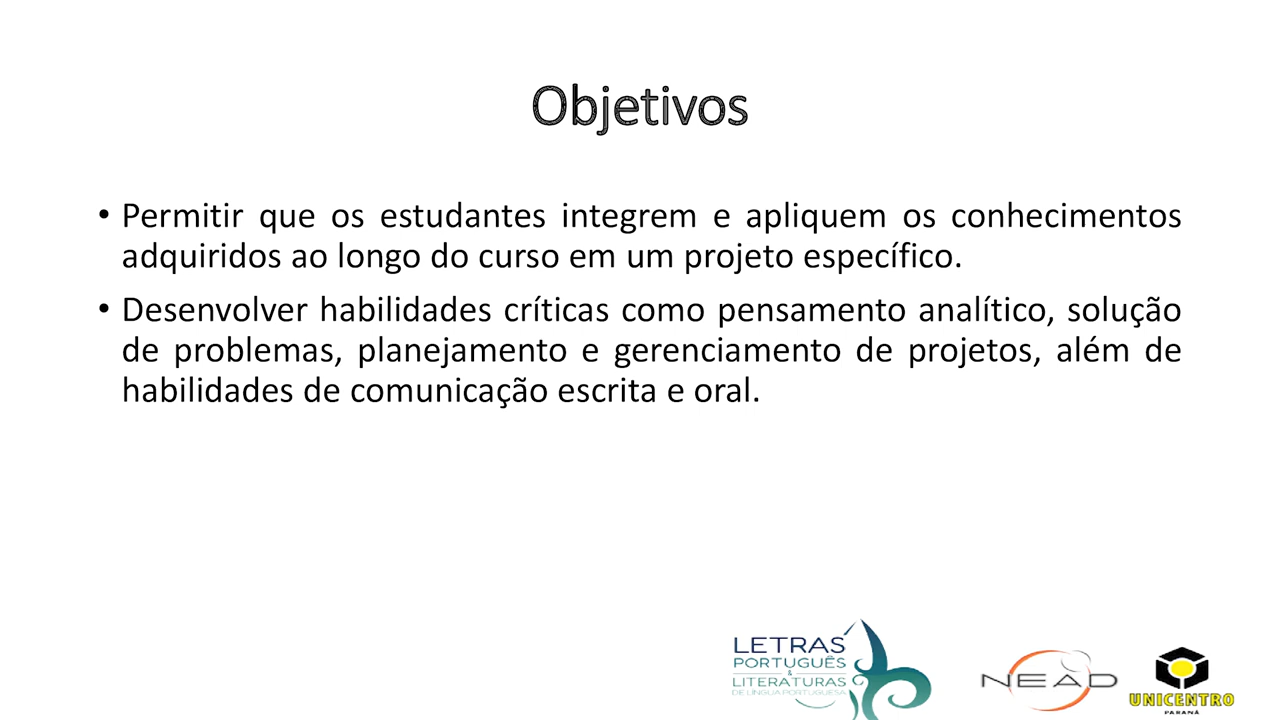 Objetivos
• Permitir que os estudantes integrem e apliquem os conhecimentos
adquiridos ao longo do curso em um projeto específico.
• Desenvolver habilidades críticas como pensamento analítico, solução
de problemas, planejamento e gerenciamento de projetos, além de
habilidades de comunicação escrita e oral.
LETRAS
PORTUGUÊS
&
LITERATURAS
DE LÍNGUA PORTUGUESA
NEAD
UNICENTRO
PARANÁ